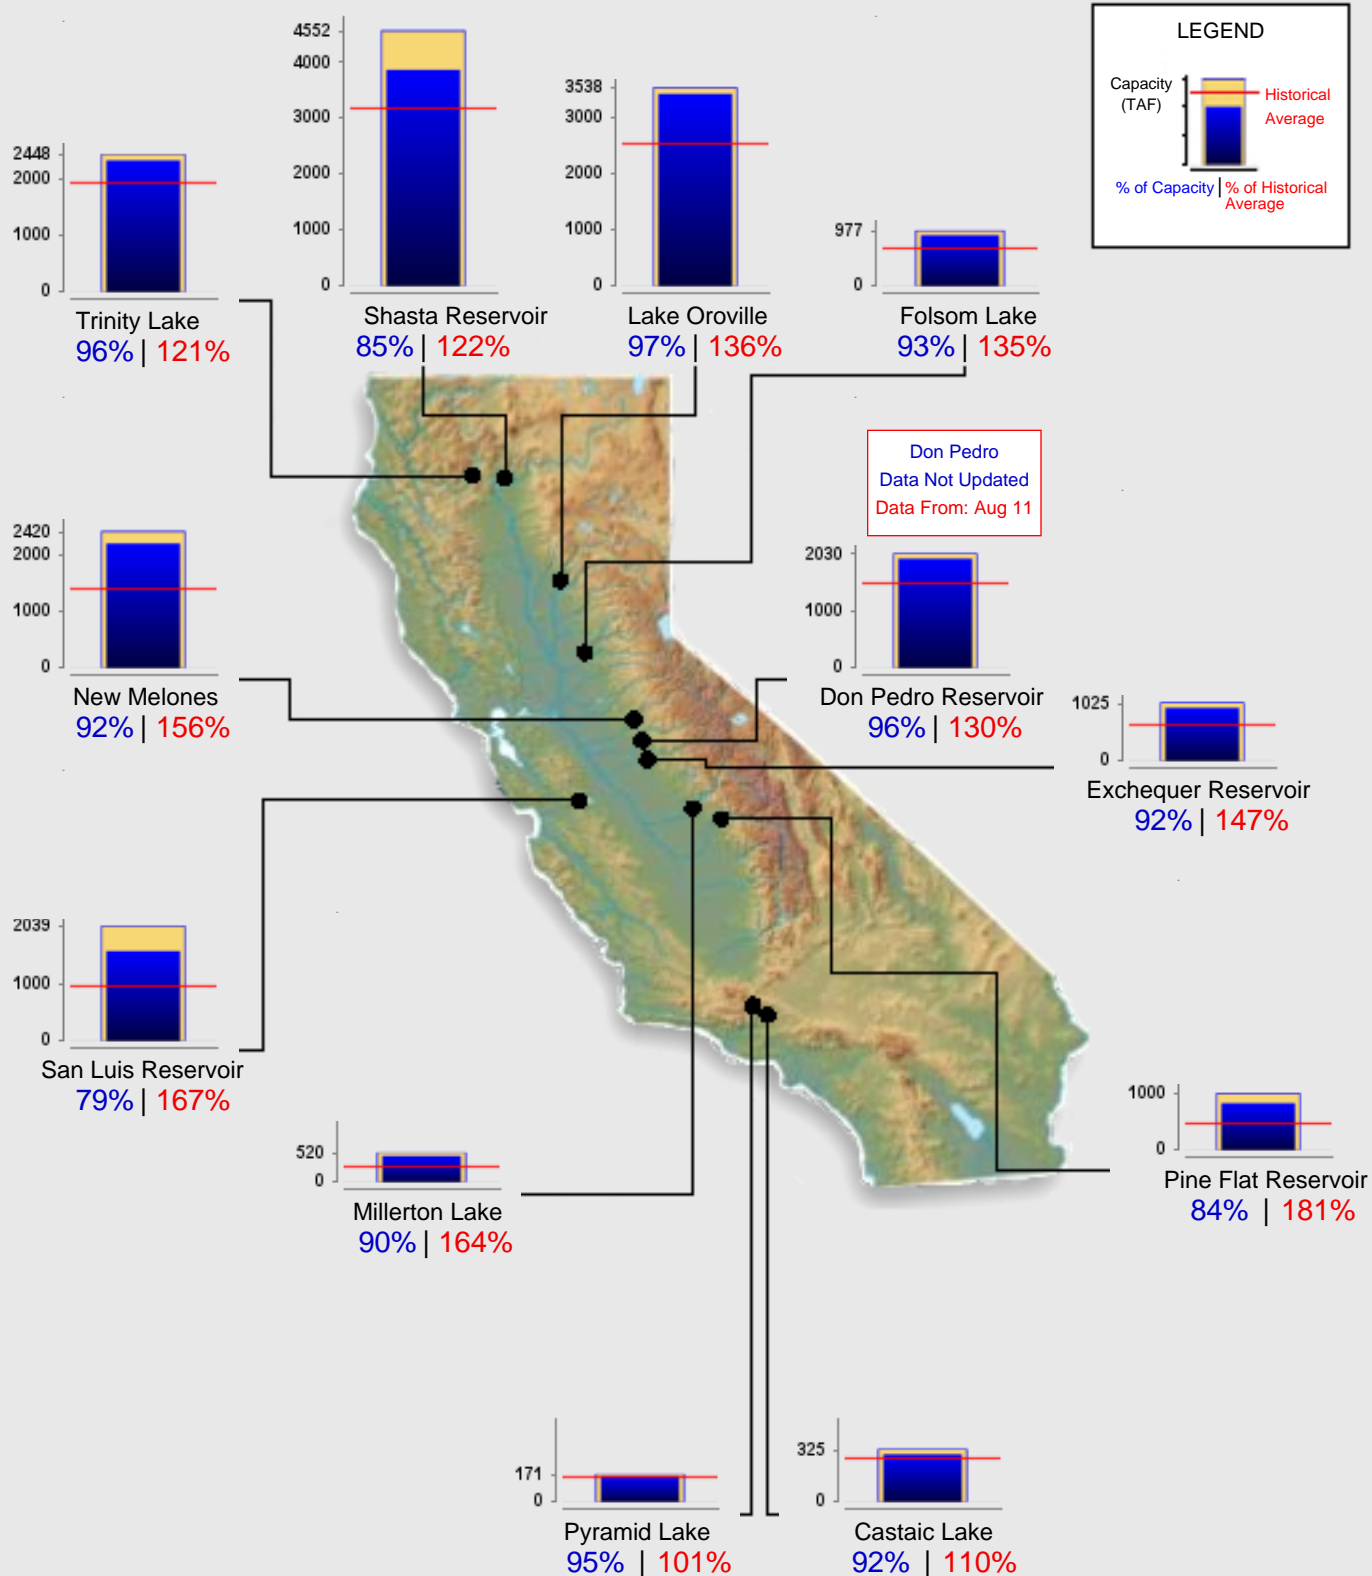 LEGEND
Capacity
(TAF)
Historical
Average
% of Capacity | % of Historical
Average
4552
4000
3000
2000
1000
0
Shasta Reservoir
85% | 122%
3538
3000
2000
1000
0
Lake Oroville
97% | 136%
2448
2000
1000
0
Trinity Lake
96% | 121%
977
0
Folsom Lake
93% | 135%
Don Pedro
Data Not Updated
Data From: Aug 11
2420
2000
1000
0
New Melones
92% | 156%
2030
1000
0
Don Pedro Reservoir
96% | 130%
1025
0
Exchequer Reservoir
92% | 147%
2039
1000
0
San Luis Reservoir
79% | 167%
520
0
Millerton Lake
90% | 164%
1000
0
Pine Flat Reservoir
84% | 181%
171
0
Pyramid Lake
95% | 101%
325
0
Castaic Lake
92% | 110%